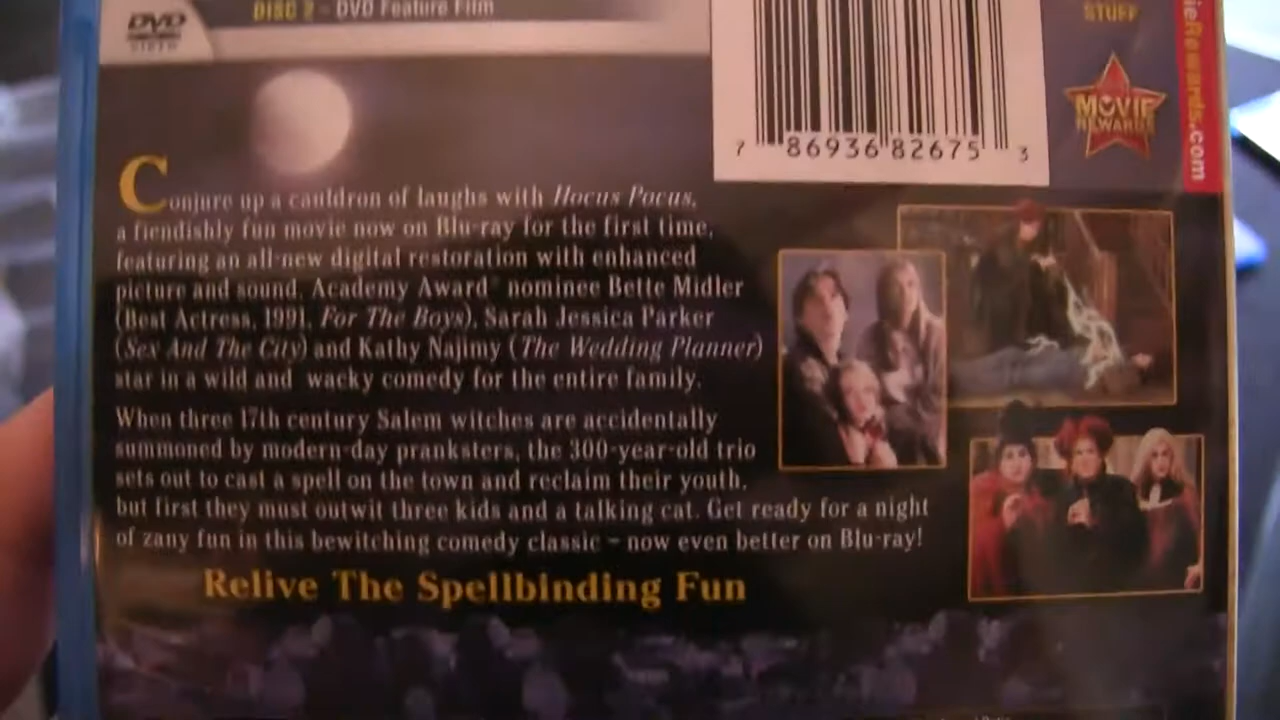 DVD
VIDEO
DISC 2 - DVD Feature Film
STUFF
MOVIE
REWARDS
ieRewards.com
7 86936 82675 3
Conjure up a cauldron of laughs with Hocus Pocus,
a fiendishly fun movie now on Blu-ray for the first time,
featuring an all-new digital restoration with enhanced
picture and sound. Academy Award® nominee Bette Midler
(Best Actress, 1991, For The Boys), Sarah Jessica Parker
(Sex And The City) and Kathy Najimy (The Wedding Planner)
star in a wild and wacky comedy for the entire family.
When three 17th century Salem witches are accidentally
summoned by modern-day pranksters, the 300-year-old trio
sets out to cast a spell on the town and reclaim their youth,
but first they must outwit three kids and a talking cat. Get ready for a night
of zany fun in this bewitching comedy classic – now even better on Blu-ray!
Relive The Spellbinding Fun